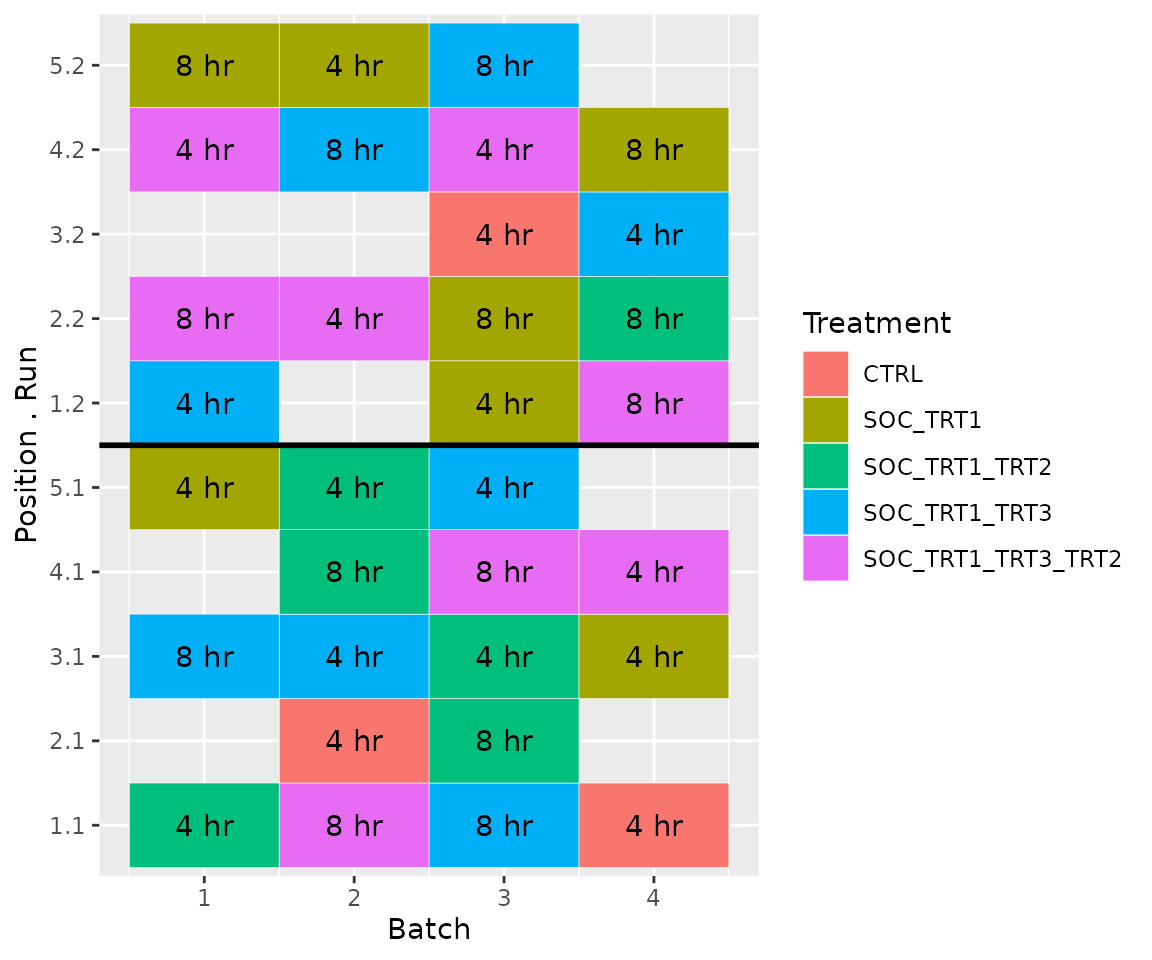 5.2 8 hr 4 hr 8 hr
4.2 4 hr 8 hr 4 hr 8 hr
3.2 4 hr 4 hr
2.2 8 hr 4 hr 8 hr 8 hr
1.2 4 hr 4 hr 8 hr
5.1 4 hr 4 hr 4 hr
4.1 8 hr 8 hr 4 hr
3.1 8 hr 4 hr 4 hr 4 hr
2.1 4 hr 8 hr
1.1 4 hr 8 hr 8 hr 4 hr
1 2 3 4
Batch
Position . Run
Treatment
CTRL
SOC_TRT1
SOC_TRT1_TRT2
SOC_TRT1_TRT3
SOC_TRT1_TRT3_TRT2